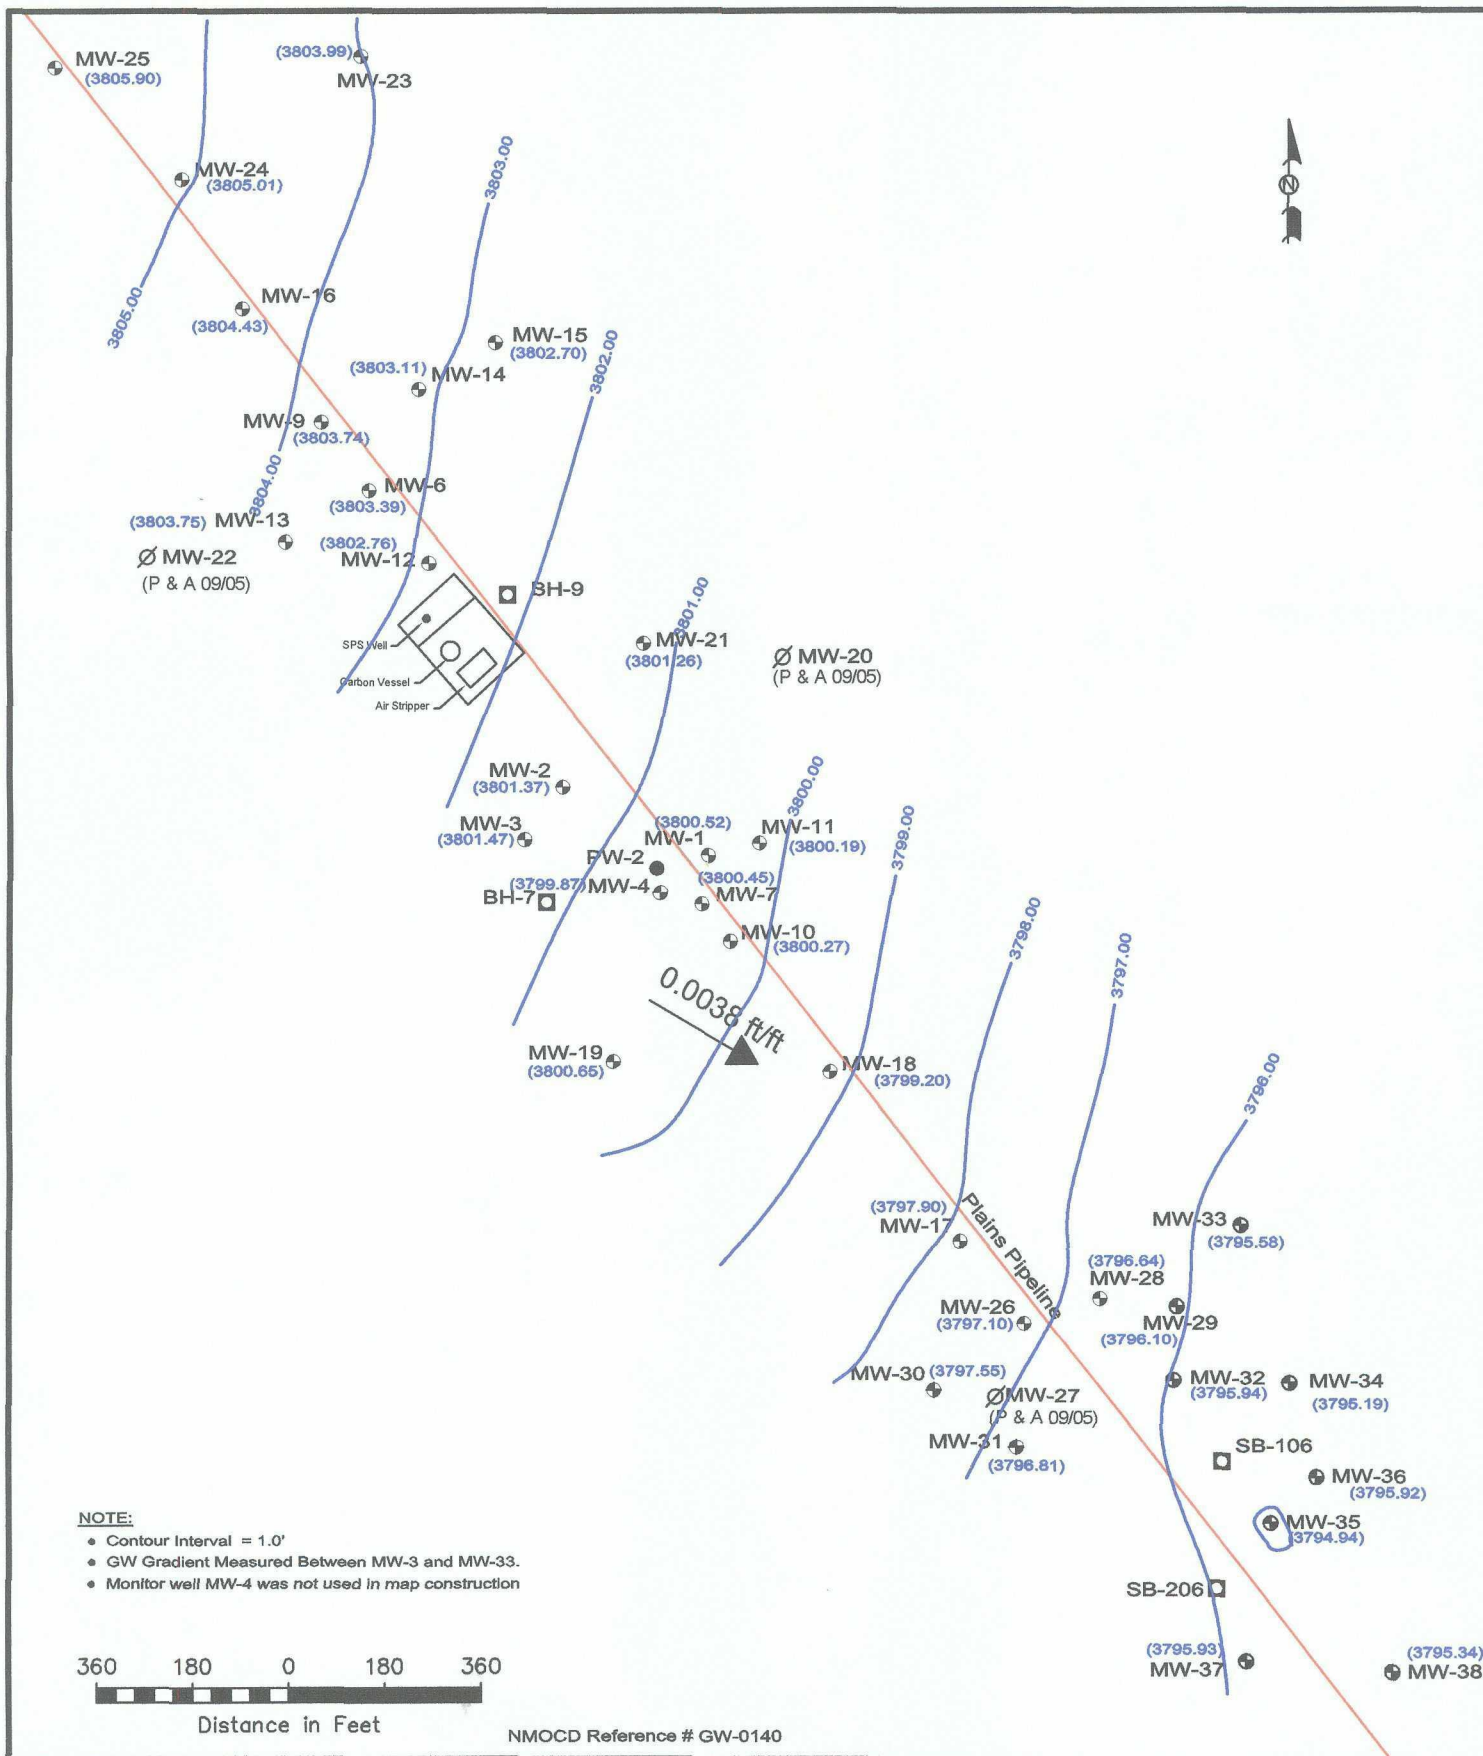 MW-25
(3805.90)
(3803.99)
MW-23
MW-24
(3805.01)
3803.00
N
3805.00
MW-16
(3804.43)
MW-15
(3802.70)
3802.00
(3803.11)
MW-14
MW-9
(3803.74)
3804.00
MW-6
(3803.39)
(3803.75) MW-13
(3802.76)
MW-12
MW-22
(P & A 09/05)
BH-9
3801.00
SPS Well
Carbon Vessel
Air Stripper
MW-21
(3801.26)
MW-20
(P & A 09/05)
MW-2
(3801.37)
3800.00
3799.00
MW-3
(3801.47)
(3800.52)
MW-1
MW-11
(3800.19)
PW-2
(3799.87) MW-4
(3800.45)
MW-7
BH-7
MW-10
(3800.27)
3798.00
3797.00
0.0038 ft/ft
MW-19
(3800.65)
MW-18
(3799.20)
3796.00
(3797.90)
MW-17
Plains Pipeline
MW-33
(3795.58)
(3796.64)
MW-28
MW-26
(3797.10)
MW-29
(3796.10)
MW-30 (3797.55)
MW-27
(P & A 09/05)
MW-32
(3795.94)
MW-34
(3795.19)
MW-31
(3796.81)
SB-106
MW-36
(3795.92)
MW-35
(3794.94)
NOTE:
• Contour Interval = 1.0'
• GW Gradient Measured Between MW-3 and MW-33.
• Monitor well MW-4 was not used in map construction
SB-206
(3795.93)
MW-37
(3795.34)
MW-38
360 180 0 180 360
Distance in Feet
NMOCD Reference # GW-0140